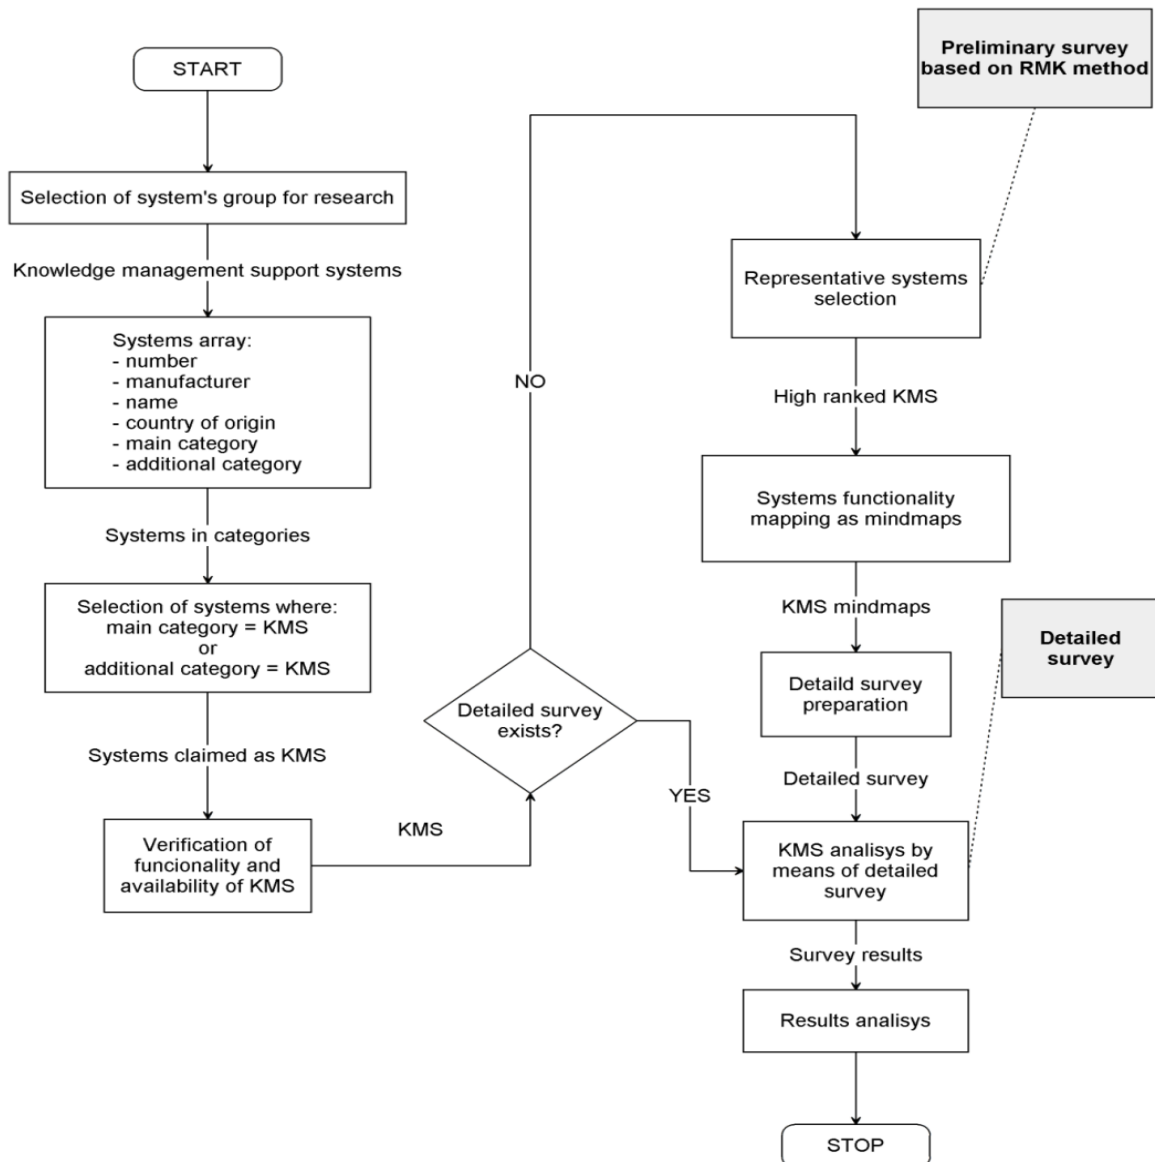 START
Selection of system's group for research
Knowledge management support systems
Systems array:
- number
- manufacturer
- name
- country of origin
- main category
- additional category
Systems in categories
Selection of systems where:
main category = KMS
or
additional category = KMS
Systems claimed as KMS
Verification of
funcionality and
availability of KMS
KMS
Detailed survey
exists?
NO
YES
Preliminary survey
based on RMK method
Representative systems
selection
High ranked KMS
Systems functionality
mapping as mindmaps
KMS mindmaps
Detaild survey
preparation
Detailed survey
Detailed
survey
KMS analisys by
means of detailed
survey
Survey results
Results analisys
STOP